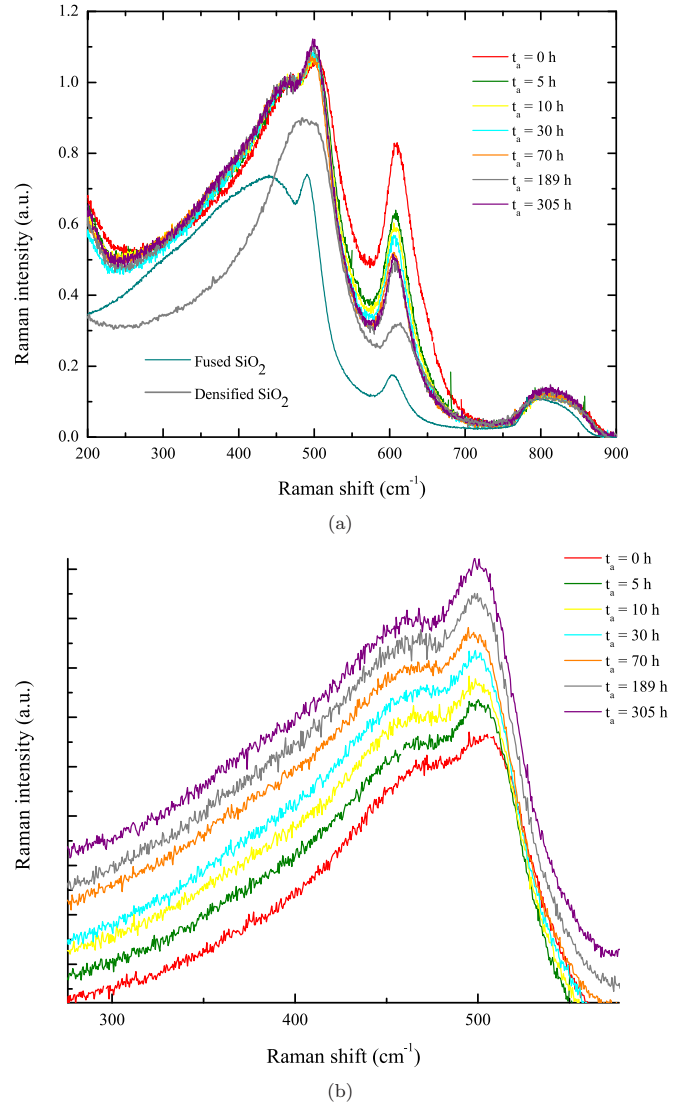 1.2
1.0
0.8
0.6
0.4
0.2
0.0
Raman intensity (a.u.)
t_a = 0 h
t_a = 5 h
t_a = 10 h
t_a = 30 h
t_a = 70 h
t_a = 189 h
t_a = 305 h
Fused SiO₂
Densified SiO₂
200 300 400 500 600 700 800 900
Raman shift (cm⁻¹)
(a)
t_a = 0 h
t_a = 5 h
t_a = 10 h
t_a = 30 h
t_a = 70 h
t_a = 189 h
t_a = 305 h
Raman intensity (a.u.)
300 400 500
Raman shift (cm⁻¹)
(b)